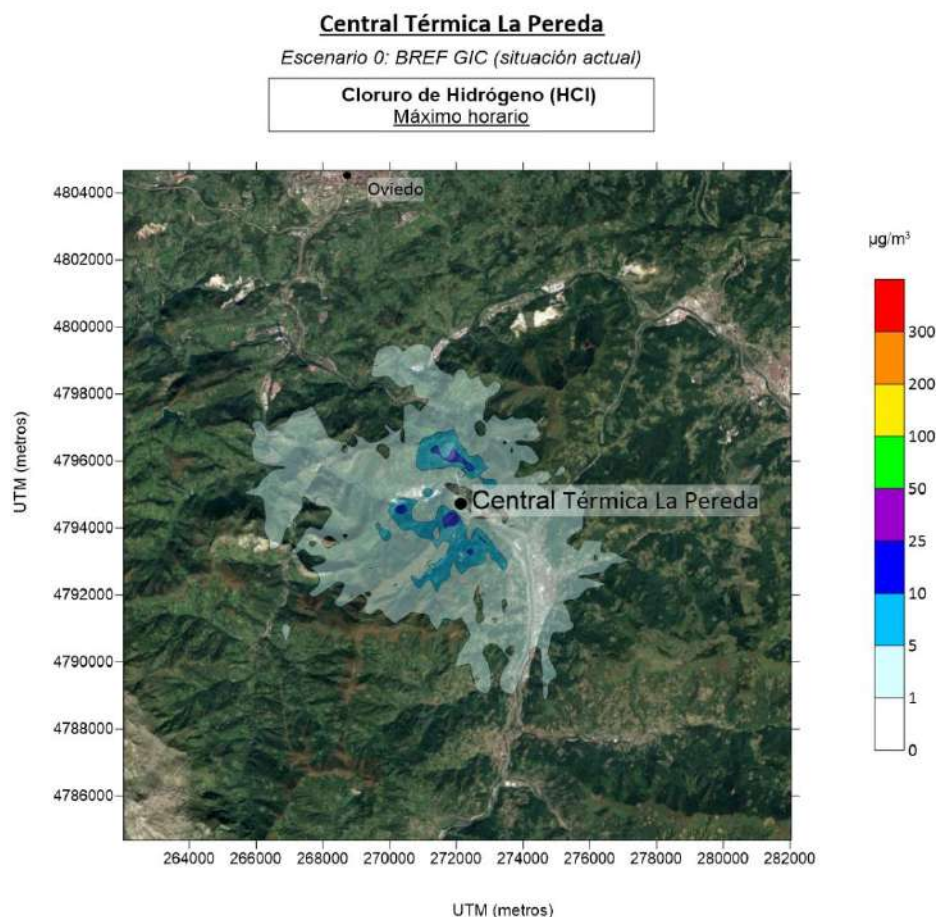 Central Térmica La Pereda
Escenario 0: BREF GIC (situación actual)
Cloruro de Hidrógeno (HCl)
Máximo horario
4804000
4802000
4800000
4798000
4796000
4794000
4792000
4790000
4788000
4786000
UTM (metros)
Oviedo
Central Térmica La Pereda
264000 266000 268000 270000 272000 274000 276000 278000 280000 282000
UTM (metros)
µg/m³
300
200
100
50
25
10
5
1
0